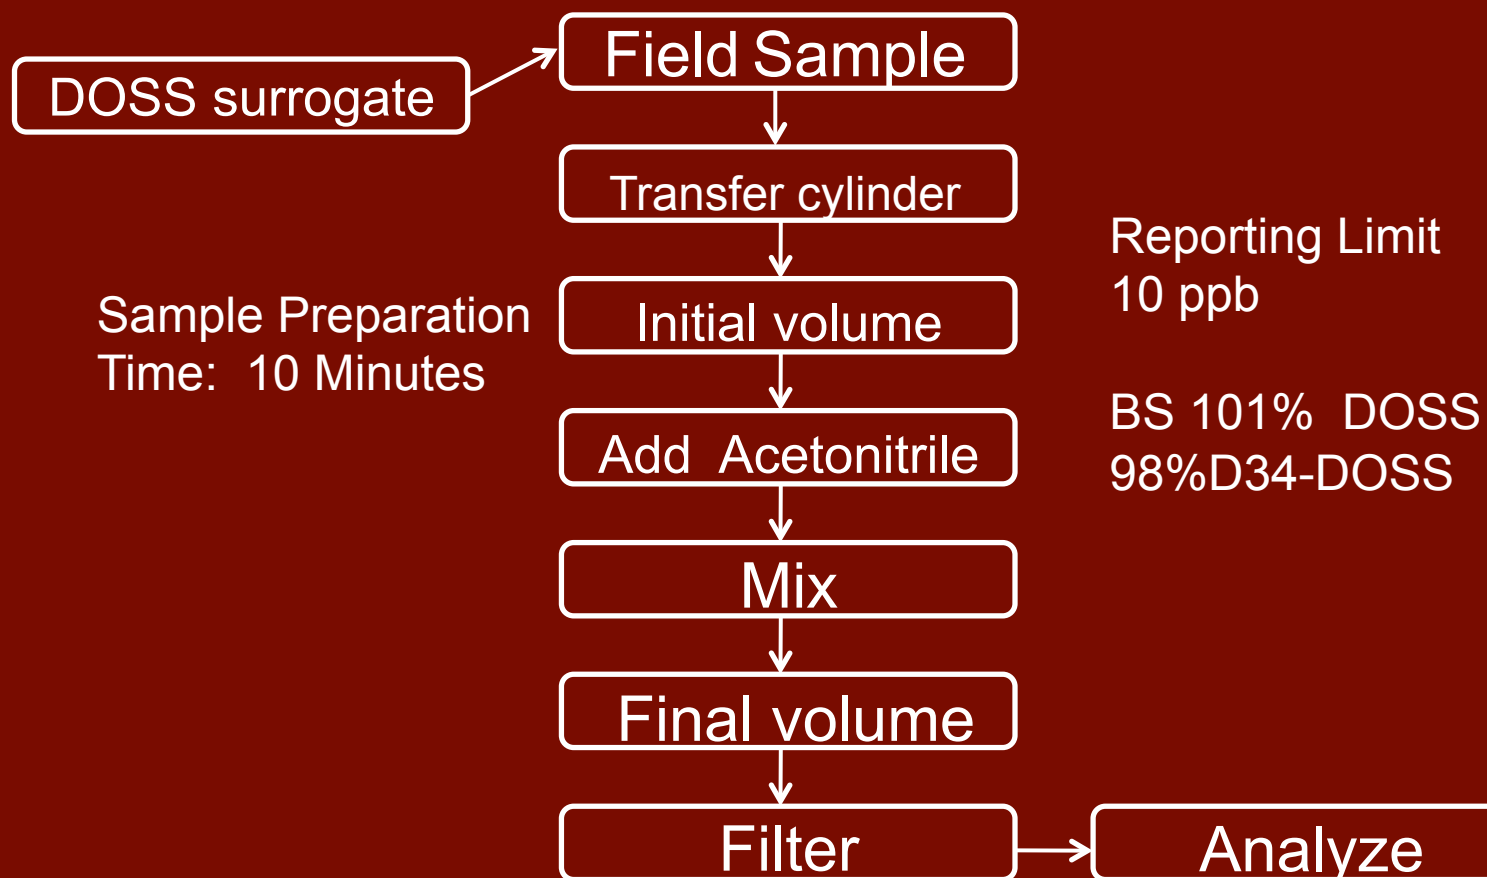 Field Sample
DOSS surrogate
Transfer cylinder
Initial volume
Add Acetonitrile
Mix
Final volume
Filter
Analyze
Sample Preparation
Time: 10 Minutes
Reporting Limit
10 ppb
BS 101% DOSS
98%D34-DOSS